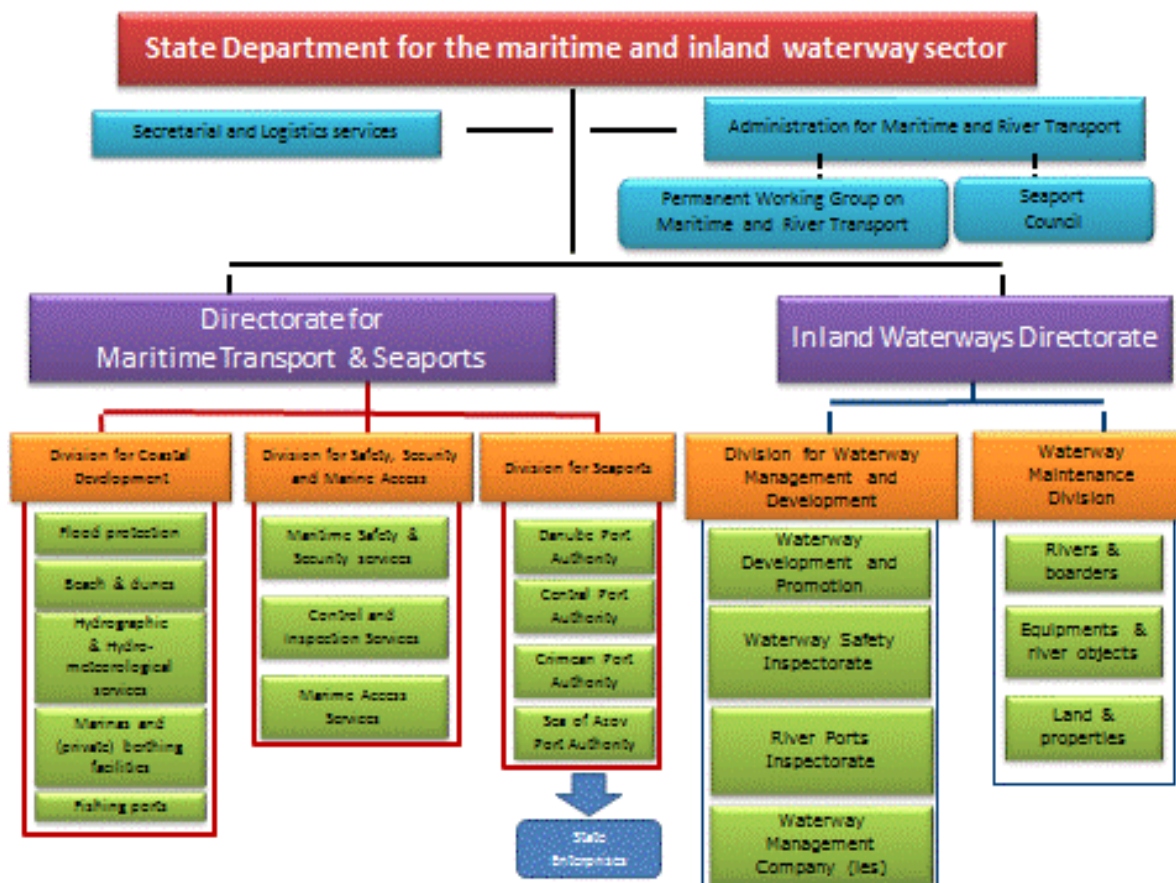 State Department for the maritime and inland waterway sector
Secretarial and Logistics services
Administration for Maritime and River Transport
Permanent Working Group on
Maritime and River Transport
Seaport
Council
Directorate for
Maritime Transport & Seaports
Inland Waterways Directorate
Division for Coastal
Development
Division for Safety, Security
and Marine Access
Division for Seaports
Division for Waterway
Management and
Development
Waterway
Maintenance
Division
Flood protection
Beach & dunes
Hydrographic
& Hydro-
meteorological
services
Marinas and
(private) berthing
facilities
Fishing ports
Maritime Safety &
Security services
Control and
Inspection Services
Marine Access
Services
Danube Port
Authority
Central Port
Authority
Crimean Port
Authority
Sea of Azov
Port Authority
State
Enterprises
Waterway
Development and
Promotion
Waterway Safety
Inspectorate
River Ports
Inspectorate
Waterway
Management
Company (ies)
Rivers &
boarders
Equipments &
river objects
Land &
properties